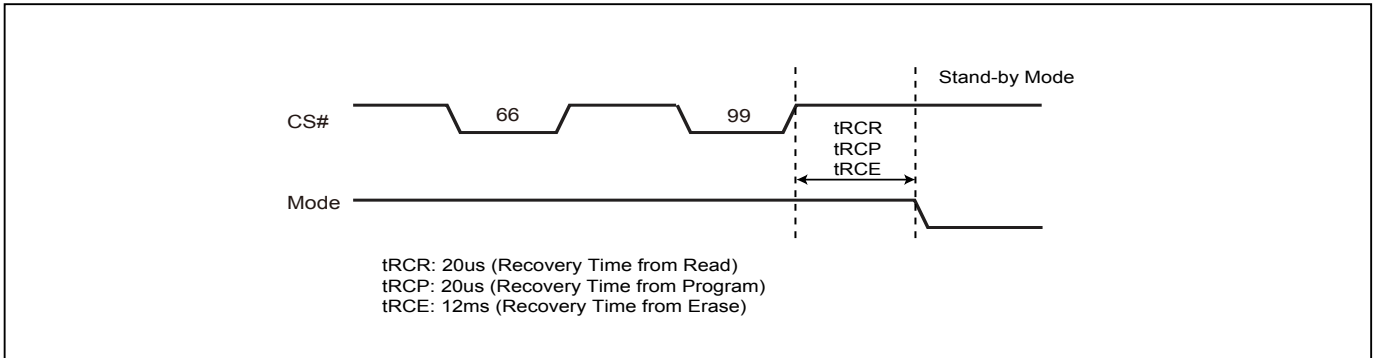 Stand-by Mode
CS#
66
99
tRCR
tRCP
tRCE
Mode
tRCR: 20us (Recovery Time from Read)
tRCP: 20us (Recovery Time from Program)
tRCE: 12ms (Recovery Time from Erase)